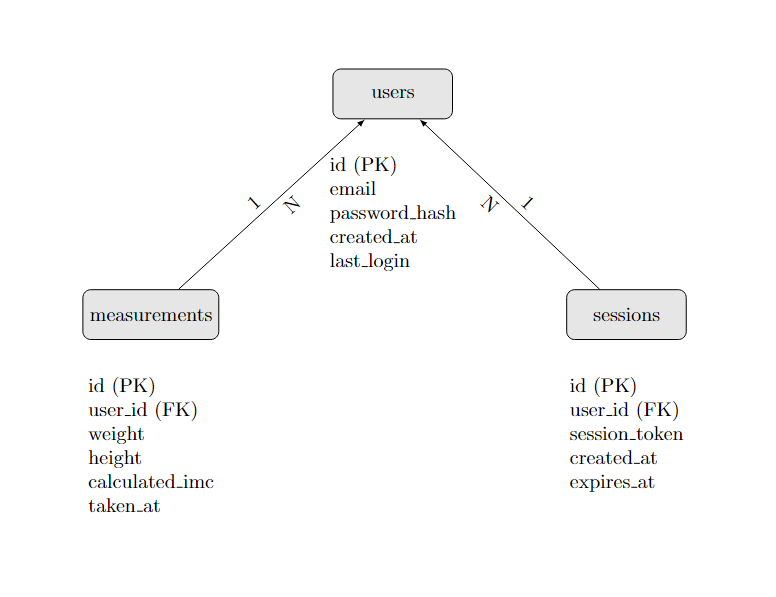 users
id (PK)
email
password_hash
created_at
last_login
1
N
N
1
measurements
id (PK)
user_id (FK)
weight
height
calculated_imc
taken_at
sessions
id (PK)
user_id (FK)
session_token
created_at
expires_at